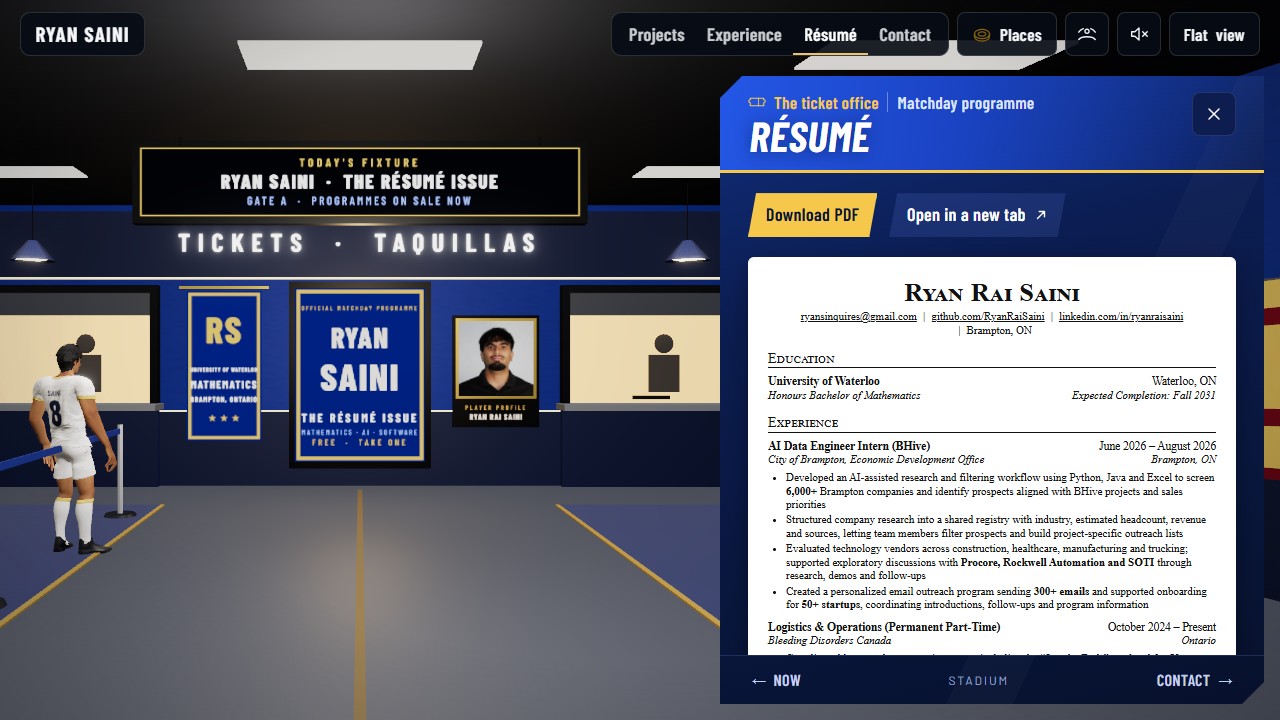 RYAN SAINI
Projects Experience Résumé Contact
Places
Flat view
TODAY'S FIXTURE
RYAN SAINI · THE RÉSUMÉ ISSUE
GATE A · PROGRAMMES ON SALE NOW
TICKETS · TAQUILLAS
RS
UNIVERSITY OF WATERLOO
MATHEMATICS
BRAMPTON, ONTARIO
OFFICIAL MATCHDAY PROGRAMME
RYAN
SAINI
THE RÉSUMÉ ISSUE
MATHEMATICS · AI · SOFTWARE
FREE · TAKE ONE
PLAYER PROFILE
RYAN RAI SAINI
SAINI
8
The ticket office | Matchday programme
RÉSUMÉ
Download PDF
Open in a new tab ↗
Ryan Rai Saini
ryansinquires@gmail.com | github.com/RyanRaiSaini | linkedin.com/in/ryanraisaini
| Brampton, ON
Education
University of Waterloo Waterloo, ON
Honours Bachelor of Mathematics Expected Completion: Fall 2031
Experience
AI Data Engineer Intern (BHive) June 2026 – August 2026
City of Brampton, Economic Development Office Brampton, ON
• Developed an AI-assisted research and filtering workflow using Python, Java and Excel to screen
6,000+ Brampton companies and identify prospects aligned with BHive projects and sales
priorities
• Structured company research into a shared registry with industry, estimated headcount, revenue
and sources, letting team members filter prospects and build project-specific outreach lists
• Evaluated technology vendors across construction, healthcare, manufacturing and trucking;
supported exploratory discussions with Procore, Rockwell Automation and SOTI through
research, demos and follow-ups
• Created a personalized email outreach program sending 300+ emails and supported onboarding
for 50+ startups, coordinating introductions, follow-ups and program information
Logistics & Operations (Permanent Part-Time) October 2024 – Present
Bleeding Disorders Canada Ontario
← NOW
STADIUM
CONTACT →